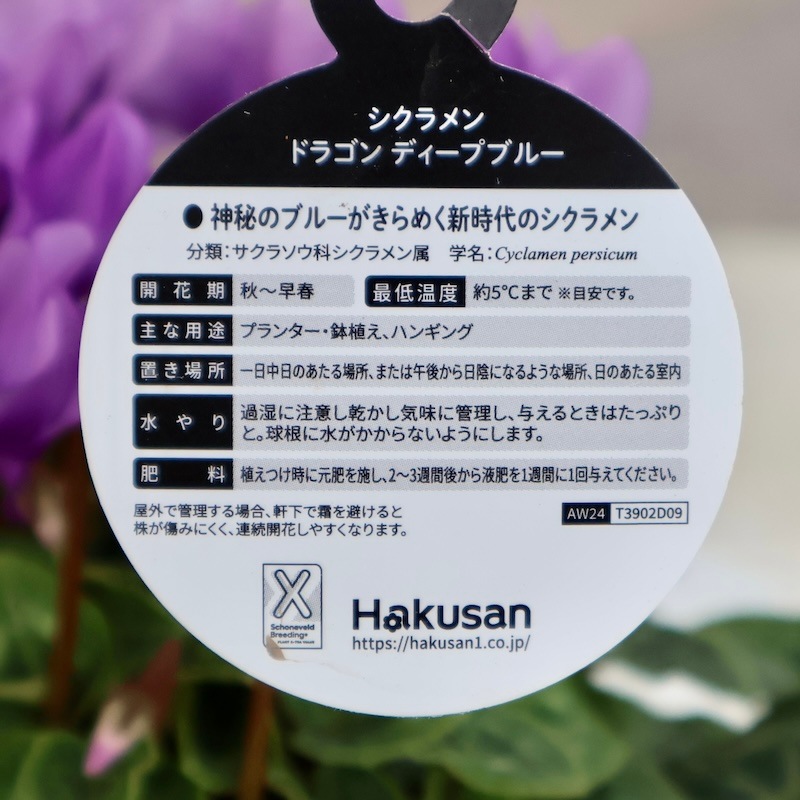 シクラメン
ドラゴン ディープブルー
●神秘のブルーがきらめく新時代のシクラメン
分類：サクラソウ科シクラメン属 学名：Cyclamen persicum
開花期 秋〜早春 最低温度 約5℃まで ※目安です。
主な用途 プランター・鉢植え、ハンギング
置き場所 一日中日のあたる場所、または午後から日陰になるような場所、日のあたる室内
水やり 過湿に注意し乾かし気味に管理し、与えるときはたっぷり
と。球根に水がかからないようにします。
肥料 植えつけ時に元肥を施し、2〜3週間後から液肥を1週間に1回与えてください。
屋外で管理する場合、軒下で霜を避けると
株が傷みにくく、連続開花しやすくなります。
AW24 T3902D09
Schoneveld
Breeding
PLANT A FEW YEARS
Hakusan
https://hakusan1.co.jp/